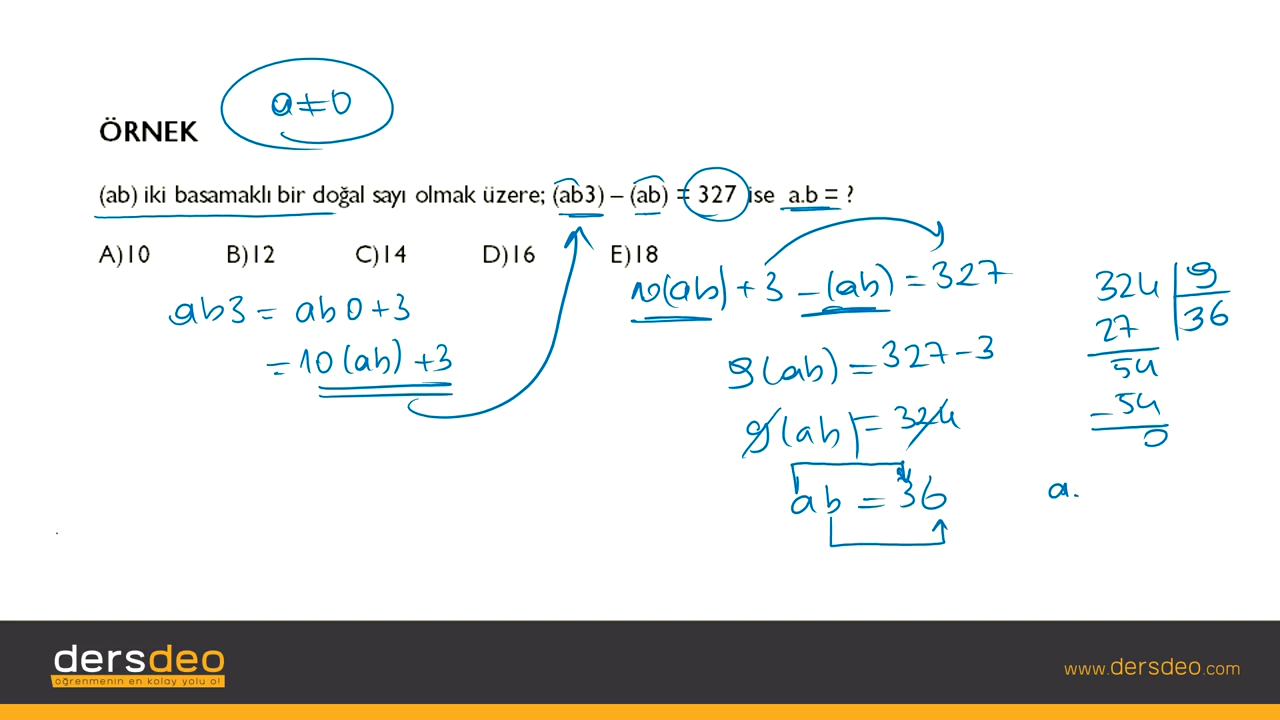 a≠0
ÖRNEK
(ab) iki basamaklı bir doğal sayı olmak üzere; (ab3) – (ab) = 327 ise a.b = ?
A)10 B)12 C)14 D)16 E)18
ab3 = ab0+3
= 10(ab) +3
10(ab) + 3 – (ab) = 327
9(ab) = 327 – 3
9(ab) = 324
ab = 36
324 | 9
27 36
54
– 54
0
a.
dersdeo
öğrenmenin en kolay yolu o!
www.dersdeo.com